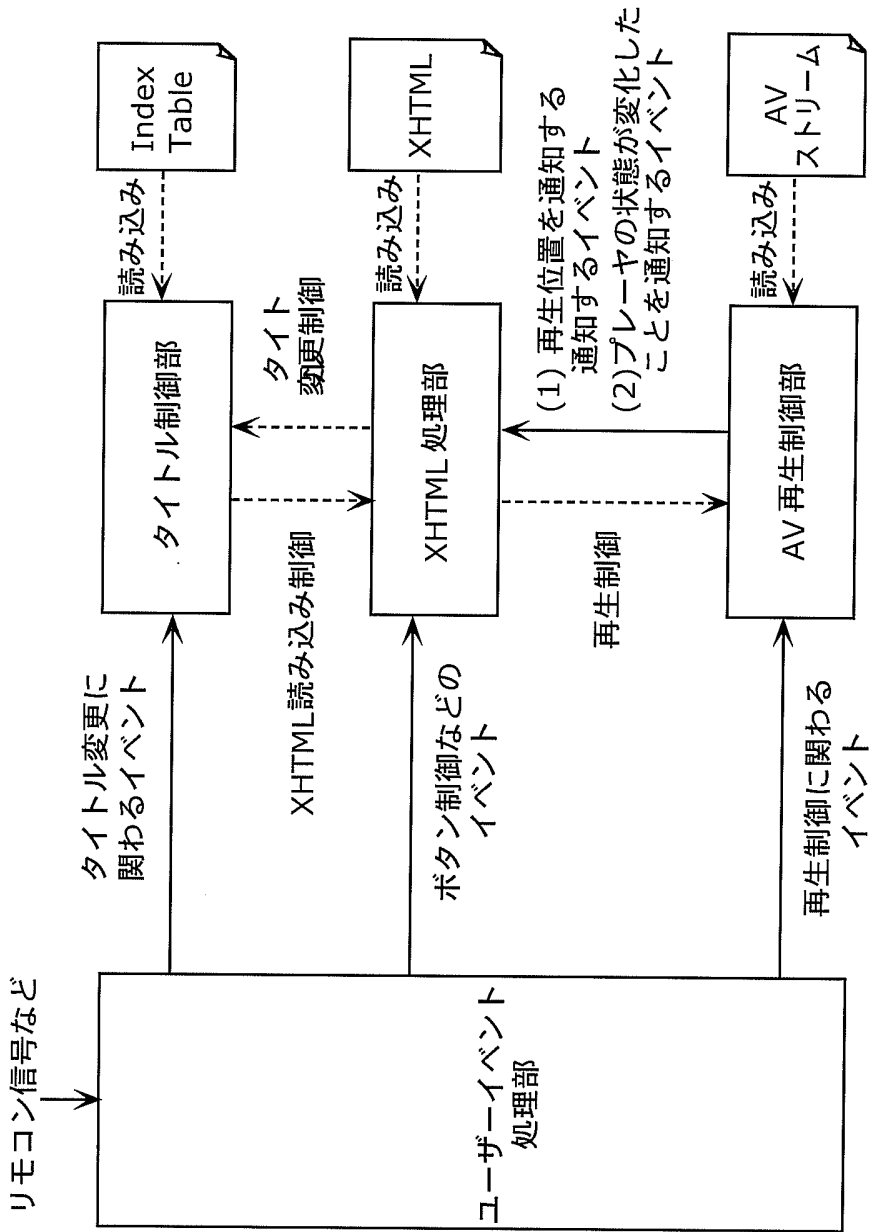 リモコン信号など
タイトル変更に
関わるイベント
タイトル制御部
読み込み
Index
Table
XHTML読み込み制御
タイト
変更制御
ユーザーイベント
処理部
ボタン制御などの
イベント
XHTML 処理部
読み込み
XHTML
再生制御
(1) 再生位置を通知する
通知するイベント
(2)プレーヤの状態が変化した
ことを通知するイベント
再生制御に関わる
イベント
AV 再生制御部
読み込み
AV
ストリーム